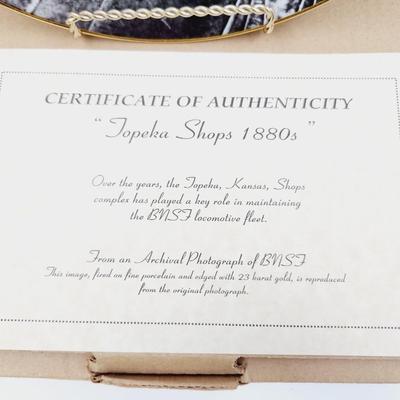 CERTIFICATE OF AUTHENTICITY
" Topeka Shops 1880s "
Over the years, the Topeka, Kansas, Shops
complex has played a key role in maintaining
the BNSF locomotive fleet.
From an Archival Photograph of BNSF
This image, fired on fine porcelain and edged with 23 karat gold, is reproduced
from the original photograph.